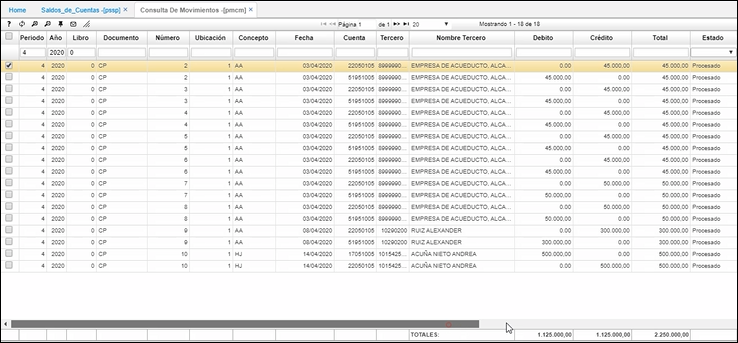 Home Saldos_de_Cuentas -[pssp] × Consulta De Movimientos -[pmcm] ×
Página 1 de 1 20 Mostrando 1 - 18 de 18
Periodo Año Libro Documento Número Ubicación Concepto Fecha Cuenta Tercero Nombre Tercero Debito Crédito Total Estado
4 2020 0
4 2020 0 CP 2 1 AA 03/04/2020 22050105 8999990... EMPRESA DE ACUEDUCTO, ALCA... 0.00 45.000,00 45.000,00 Procesado
4 2020 0 CP 2 1 AA 03/04/2020 51951005 8999990... EMPRESA DE ACUEDUCTO, ALCA... 45.000,00 0.00 45.000,00 Procesado
4 2020 0 CP 3 1 AA 03/04/2020 22050105 8999990... EMPRESA DE ACUEDUCTO, ALCA... 0.00 45.000,00 45.000,00 Procesado
4 2020 0 CP 3 1 AA 03/04/2020 51951005 8999990... EMPRESA DE ACUEDUCTO, ALCA... 45.000,00 0.00 45.000,00 Procesado
4 2020 0 CP 4 1 AA 03/04/2020 22050105 8999990... EMPRESA DE ACUEDUCTO, ALCA... 0.00 45.000,00 45.000,00 Procesado
4 2020 0 CP 4 1 AA 03/04/2020 51951005 8999990... EMPRESA DE ACUEDUCTO, ALCA... 45.000,00 0.00 45.000,00 Procesado
4 2020 0 CP 5 1 AA 03/04/2020 22050105 8999990... EMPRESA DE ACUEDUCTO, ALCA... 0.00 45.000,00 45.000,00 Procesado
4 2020 0 CP 5 1 AA 03/04/2020 51951005 8999990... EMPRESA DE ACUEDUCTO, ALCA... 45.000,00 0.00 45.000,00 Procesado
4 2020 0 CP 6 1 AA 03/04/2020 22050105 8999990... EMPRESA DE ACUEDUCTO, ALCA... 0.00 45.000,00 45.000,00 Procesado
4 2020 0 CP 6 1 AA 03/04/2020 51951005 8999990... EMPRESA DE ACUEDUCTO, ALCA... 45.000,00 0.00 45.000,00 Procesado
4 2020 0 CP 7 1 AA 03/04/2020 22050105 8999990... EMPRESA DE ACUEDUCTO, ALCA... 0.00 50.000,00 50.000,00 Procesado
4 2020 0 CP 7 1 AA 03/04/2020 51951005 8999990... EMPRESA DE ACUEDUCTO, ALCA... 50.000,00 0.00 50.000,00 Procesado
4 2020 0 CP 8 1 AA 03/04/2020 22050105 8999990... EMPRESA DE ACUEDUCTO, ALCA... 0.00 50.000,00 50.000,00 Procesado
4 2020 0 CP 8 1 AA 03/04/2020 51951005 8999990... EMPRESA DE ACUEDUCTO, ALCA... 50.000,00 0.00 50.000,00 Procesado
4 2020 0 CP 9 1 AA 08/04/2020 22050105 10290200 RUIZ ALEXANDER 0.00 300.000,00 300.000,00 Procesado
4 2020 0 CP 9 1 AA 08/04/2020 51951005 10290200 RUIZ ALEXANDER 300.000,00 0.00 300.000,00 Procesado
4 2020 0 CP 10 1 HJ 14/04/2020 17051005 1015425... ACUÑA NIETO ANDREA 500.000,00 0.00 500.000,00 Procesado
4 2020 0 CP 10 1 HJ 14/04/2020 22051005 1015425... ACUÑA NIETO ANDREA 0.00 500.000,00 500.000,00 Procesado
TOTALES: 1.125.000,00 1.125.000,00 2.250.000,00